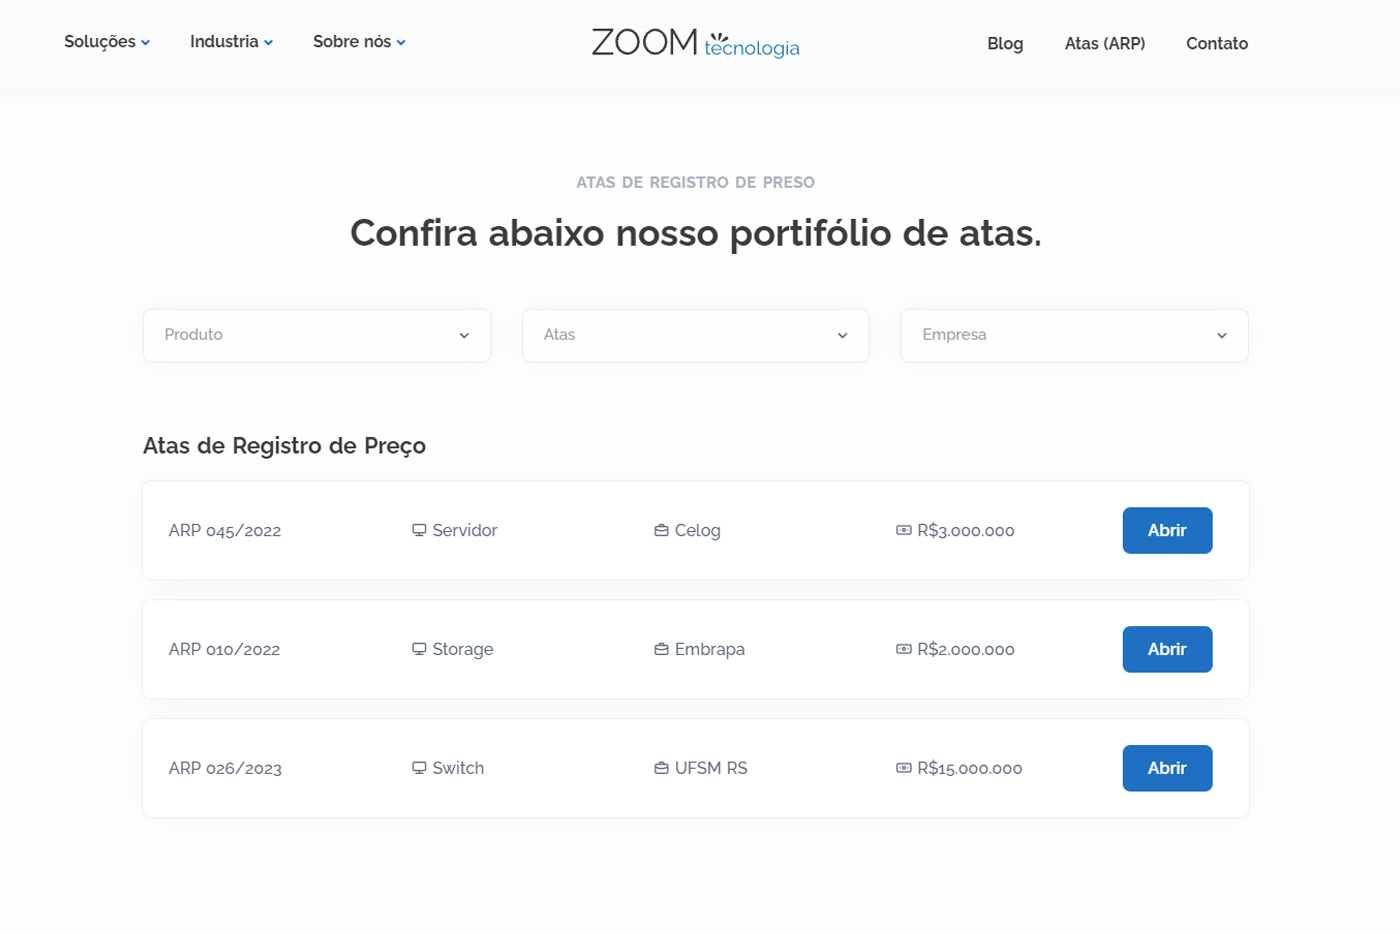 Soluções Industria Sobre nós ZOOM tecnologia Blog Atas (ARP) Contato
ATAS DE REGISTRO DE PRESO
Confira abaixo nosso portifólio de atas.
Produto Atas Empresa
Atas de Registro de Preço
ARP 045/2022 Servidor Celog R$3.000.000 Abrir
ARP 010/2022 Storage Embrapa R$2.000.000 Abrir
ARP 026/2023 Switch UFSM RS R$15.000.000 Abrir